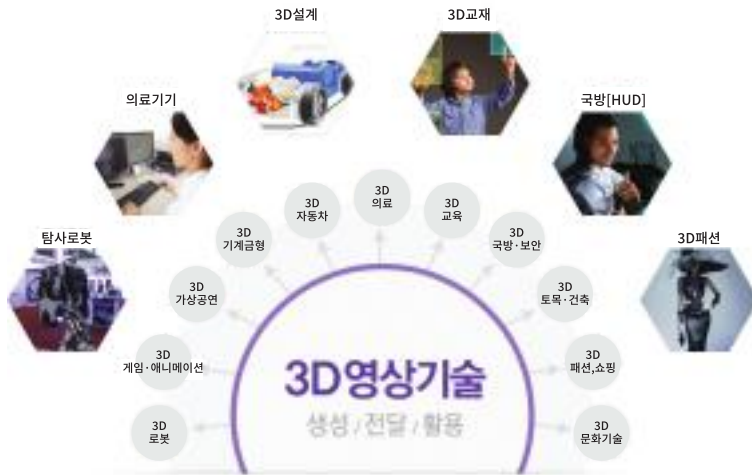 3D설계
3D교재
의료기기
국방[HUD]
탐사로봇
3D패션
3D
의료
3D
자동차
3D
교육
3D
기계금형
3D
국방·보안
3D
가상공연
3D
토목·건축
3D
게임·애니메이션
3D
패션,쇼핑
3D
로봇
3D
문화기술
3D영상기술
생성/전달/활용